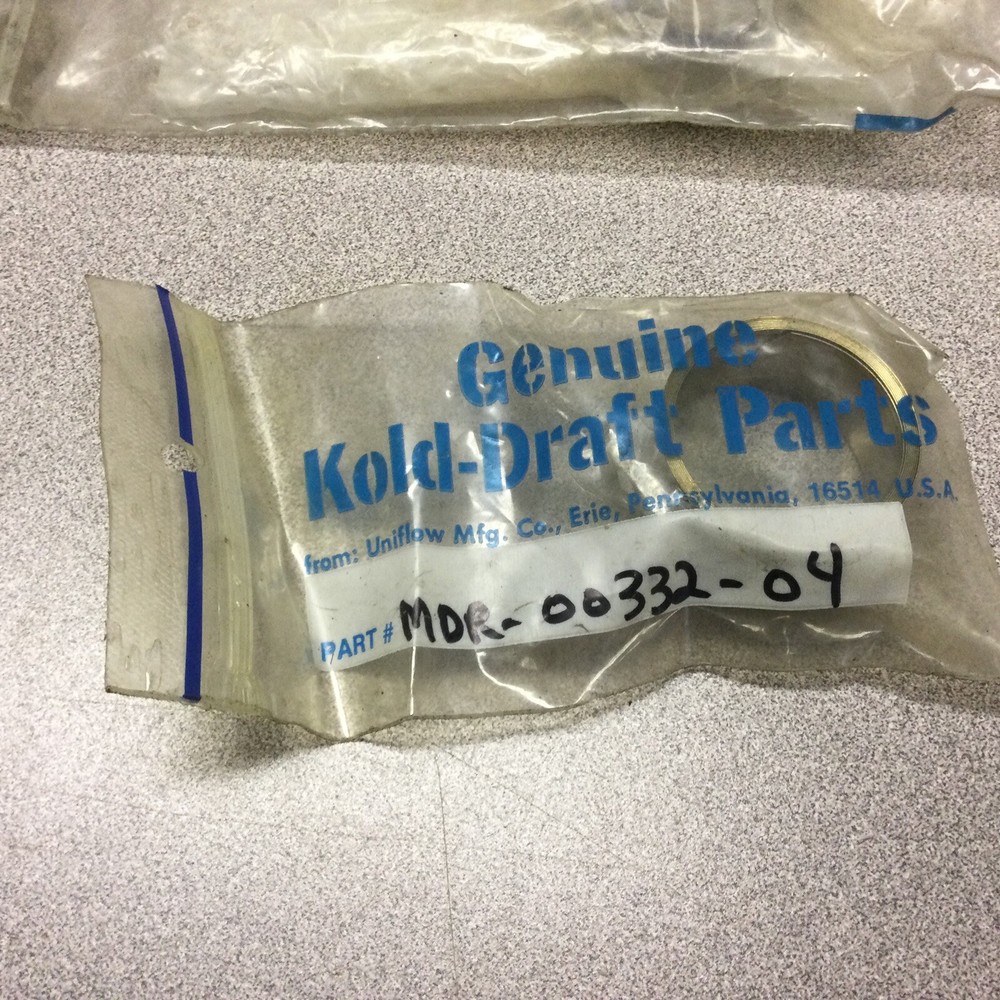 Genuine
Kold-Draft Parts
from: Uniflow Mfg. Co., Erie, Pennsylvania, 16514 U.S.A.
PART # MDR-00332-04